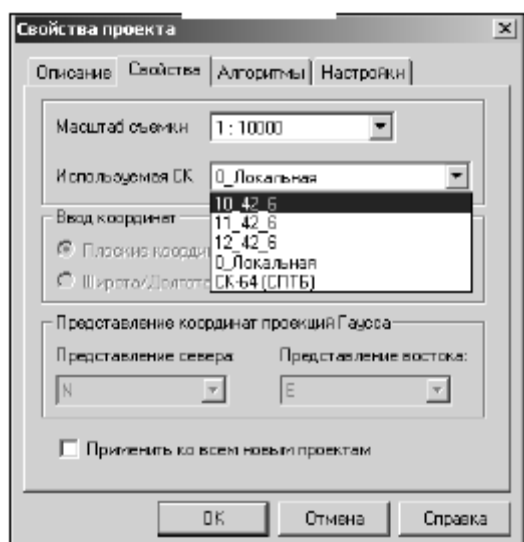 Свойства проекта
Описание Свойства Алгоритмы Настройки
Масштаб съемки 1 : 10000
Используемая СК 0_Локальная
10_42_6
11_42_6
12_42_6
0_Локальная
СК-64 (СПТБ)
Ввод координат
Плоские коорди
Широта/Долгота
Представление координат проекций Гаусса
Представление севера: Представление востока:
N E
Применить ко всем новым проектам
OK Отмена Справка